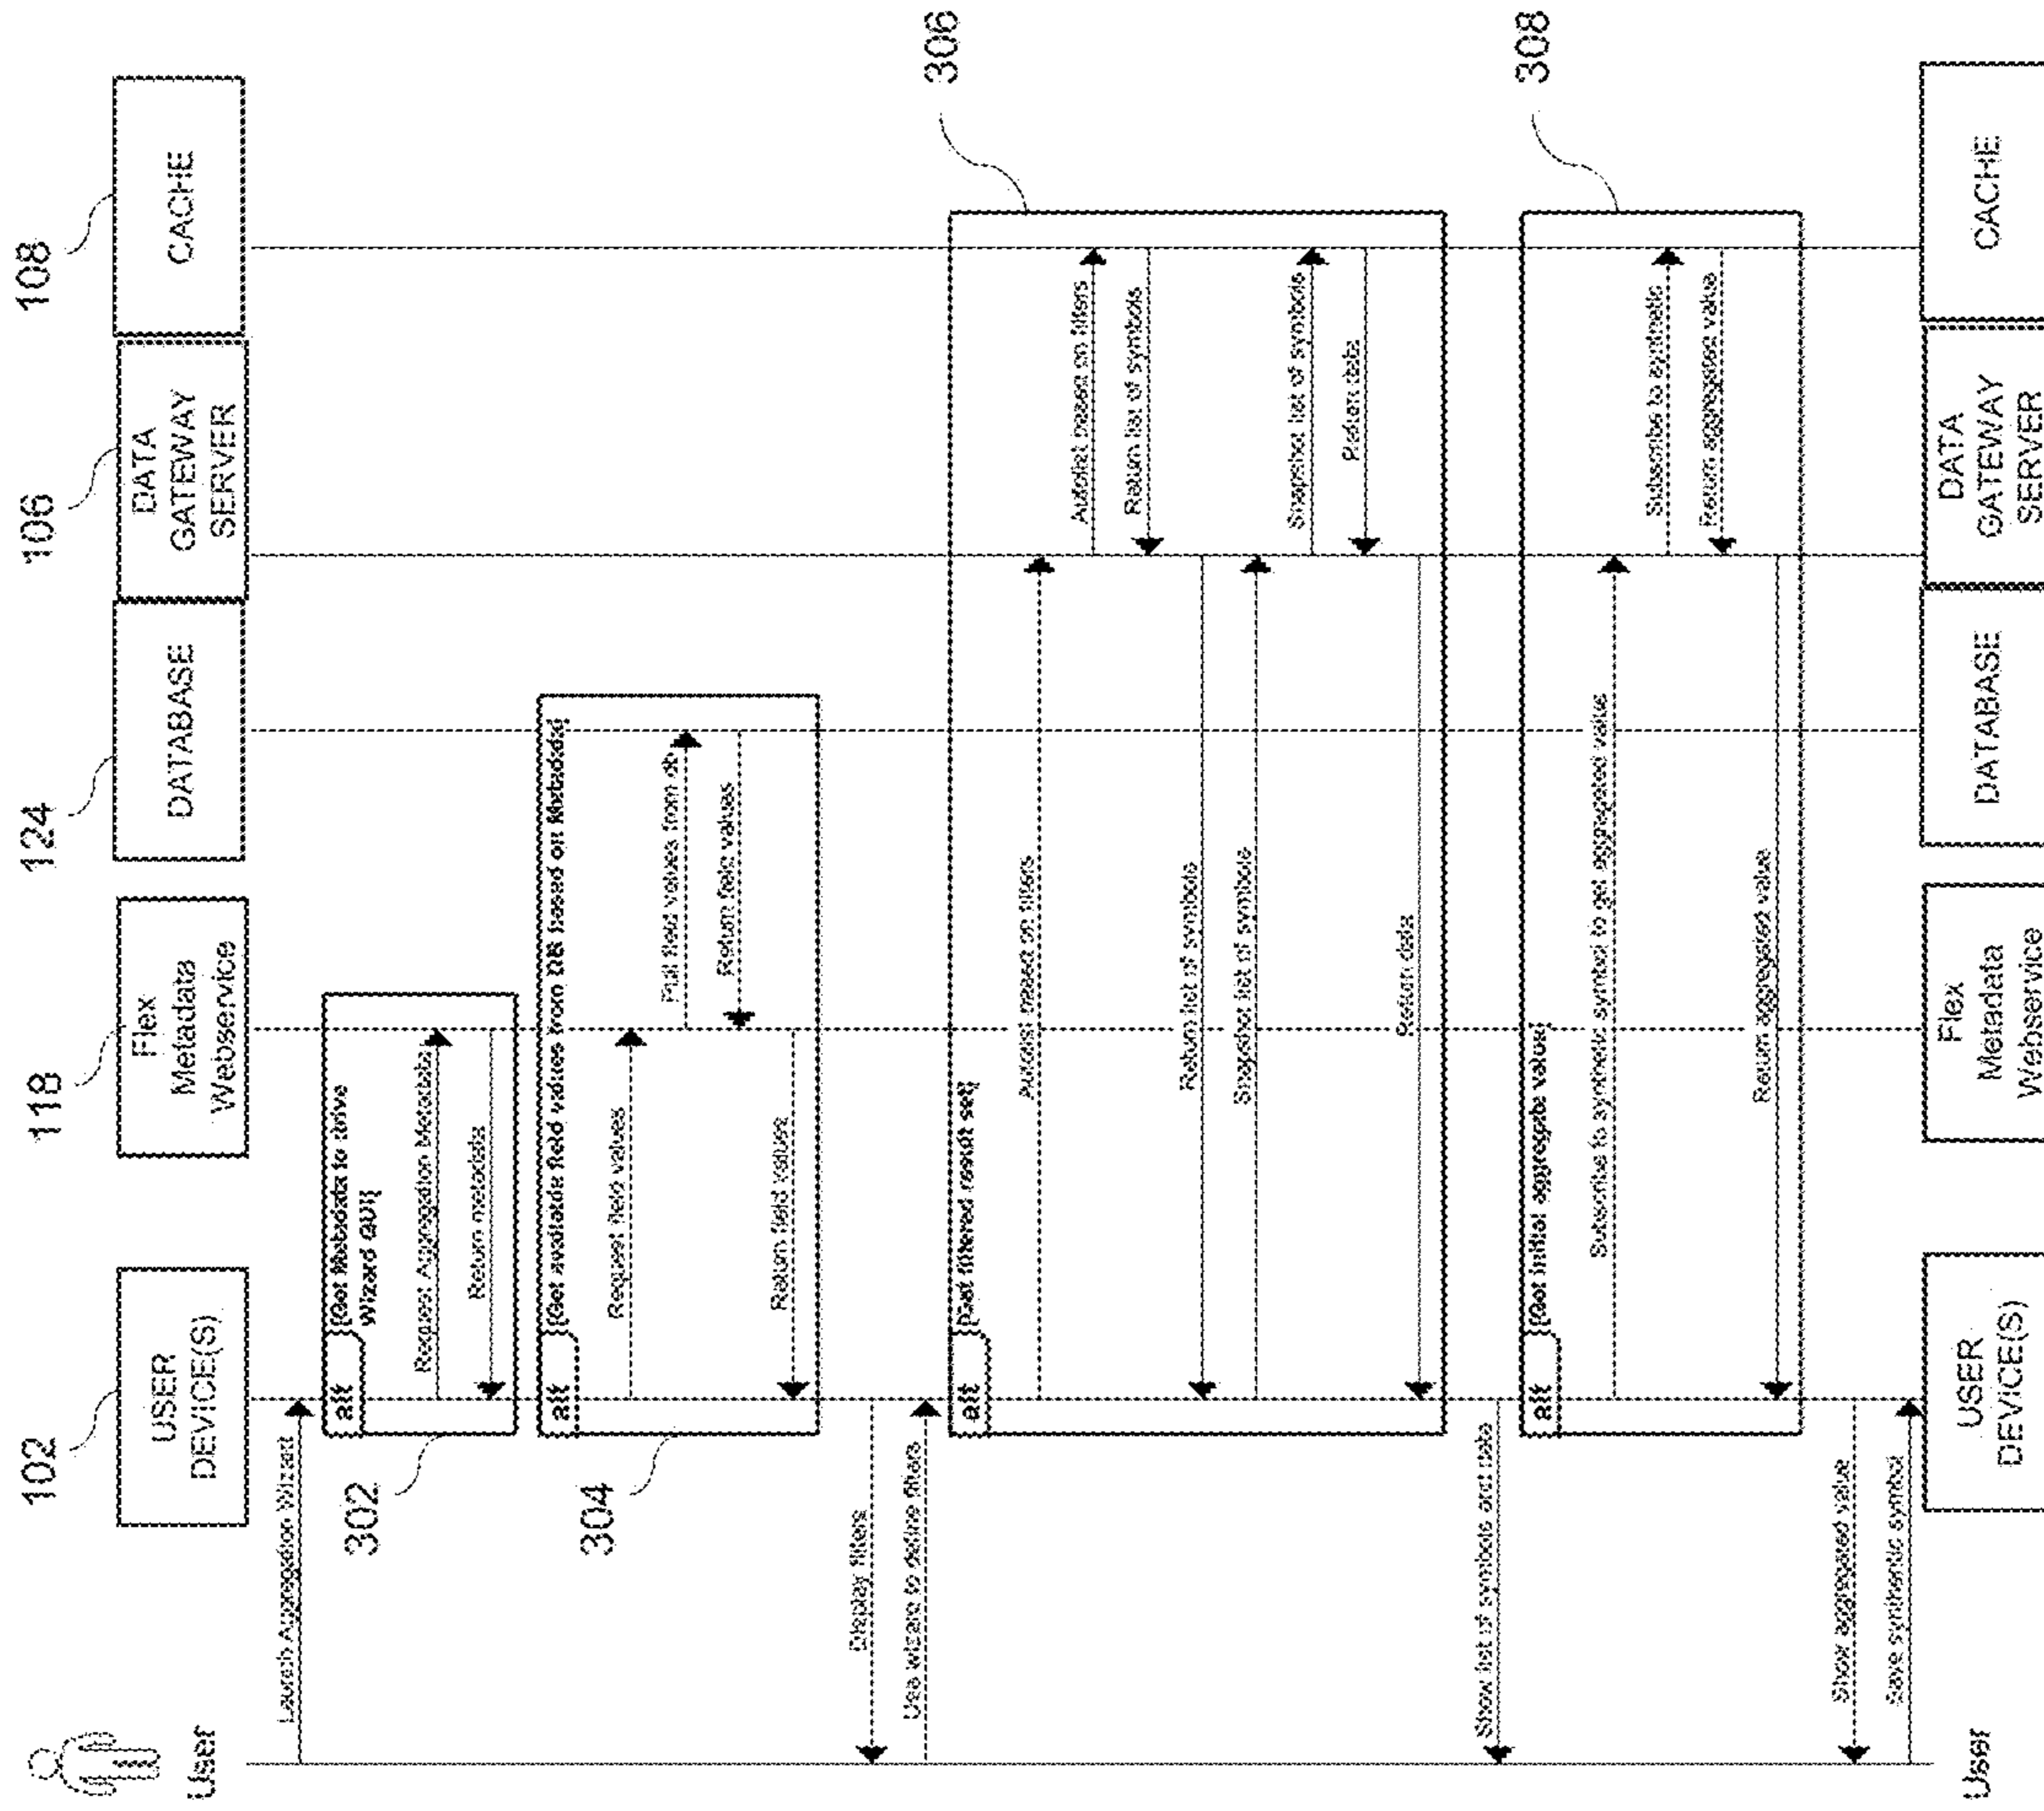 User
102
USER
DEVICE(S)
118
Flex
Metadata
Webservice
124
DATABASE
106
DATA
GATEWAY
SERVER
108
CACHE
Launch Aggregation Wizard
302
alt
[Get Metadata to drive
Wizard GUI]
Request Aggregation Metadata
Return metadata
304
alt
[Get available field values from DB based on Metadata]
Request field values
Pull field values from db
Return field values
Return field values
Display filters
Use wizard to define filters
306
alt
[Get filtered result set]
Autolist based on filters
Autolist based on filters
Return list of symbols
Return list of symbols
Snapshot list of symbols
Snapshot list of symbols
Return data
Return data
Show list of symbols and data
308
alt
[Get initial aggregate value]
Subscribe to synthetic symbol to get aggregated value
Subscribe to synthetic
Return aggregated value
Return aggregated value
Show aggregated value
Save synthetic symbol
User
USER
DEVICE(S)
Flex
Metadata
Webservice
DATABASE
DATA
GATEWAY
SERVER
CACHE